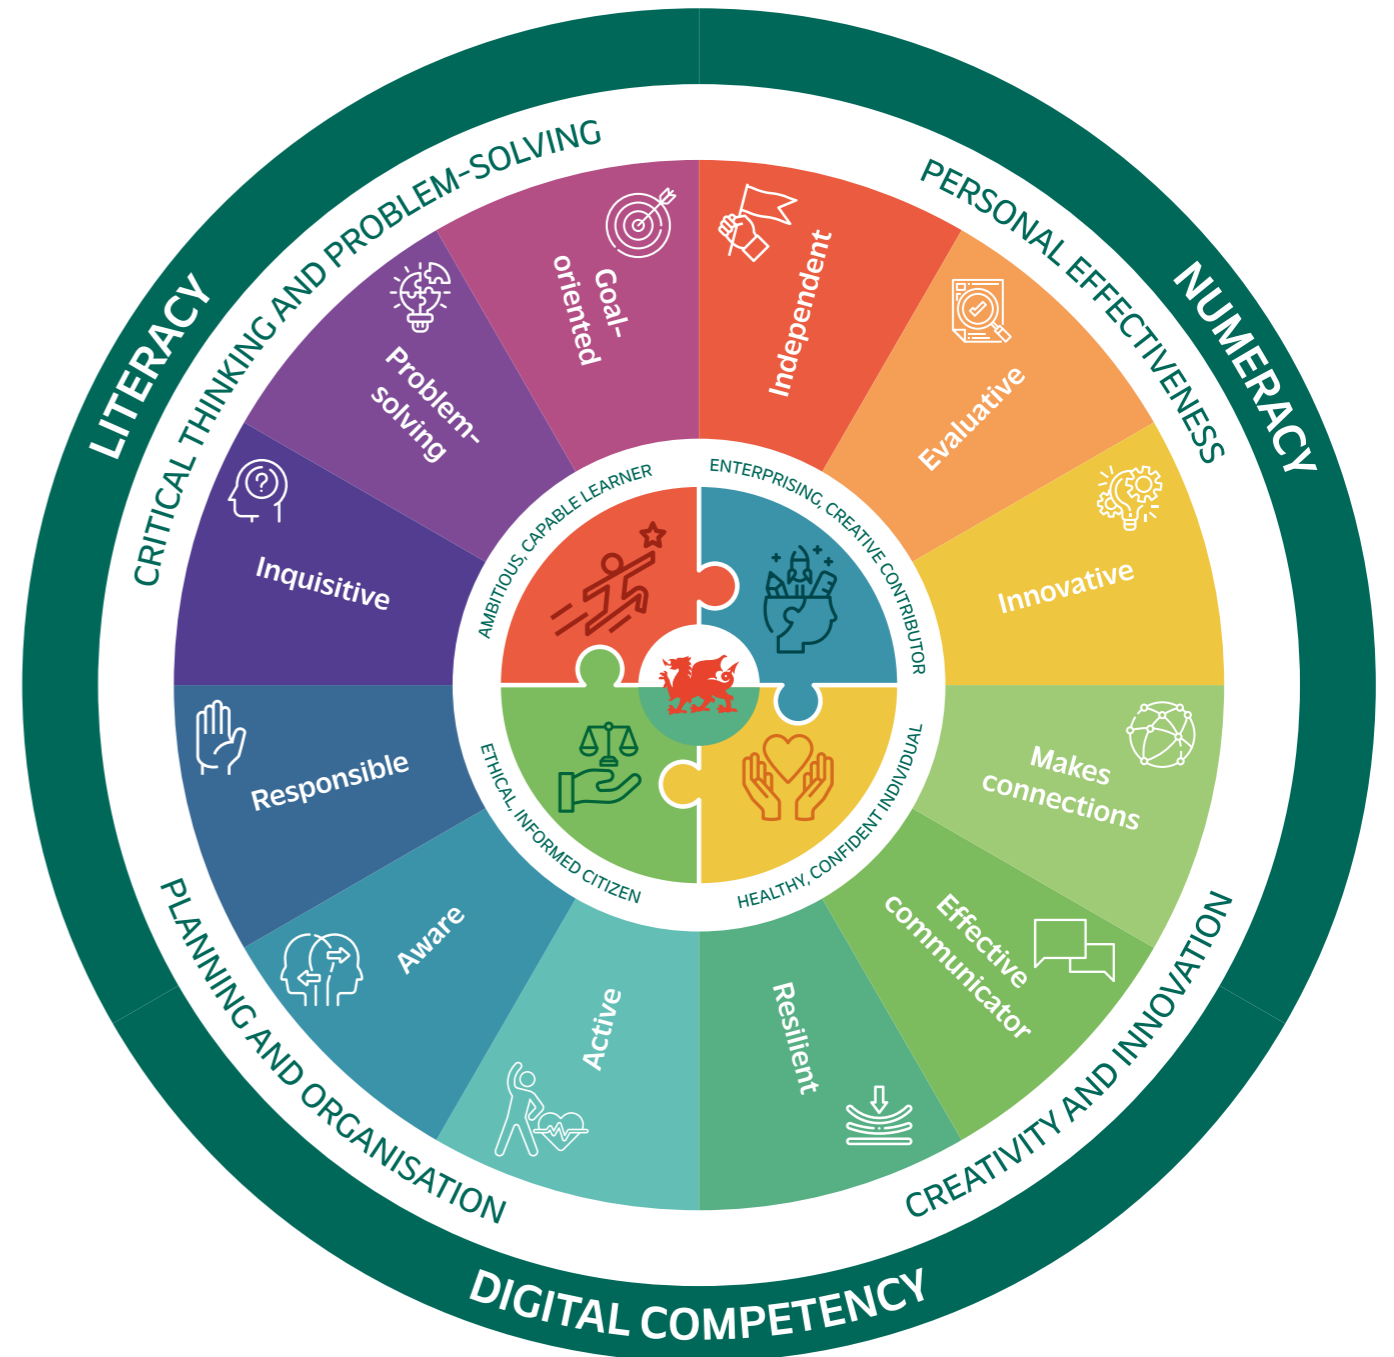 LITERACY
NUMERACY
DIGITAL COMPETENCY
CRITICAL THINKING AND PROBLEM-SOLVING
PERSONAL EFFECTIVENESS
CREATIVITY AND INNOVATION
PLANNING AND ORGANISATION
Independent
Evaluative
Innovative
Makes
connections
Effective
communicator
Resilient
Active
Aware
Responsible
Inquisitive
Problem-
solving
Goal-
oriented
AMBITIOUS, CAPABLE LEARNER
ENTERPRISING, CREATIVE CONTRIBUTOR
HEALTHY, CONFIDENT INDIVIDUAL
ETHICAL, INFORMED CITIZEN
?